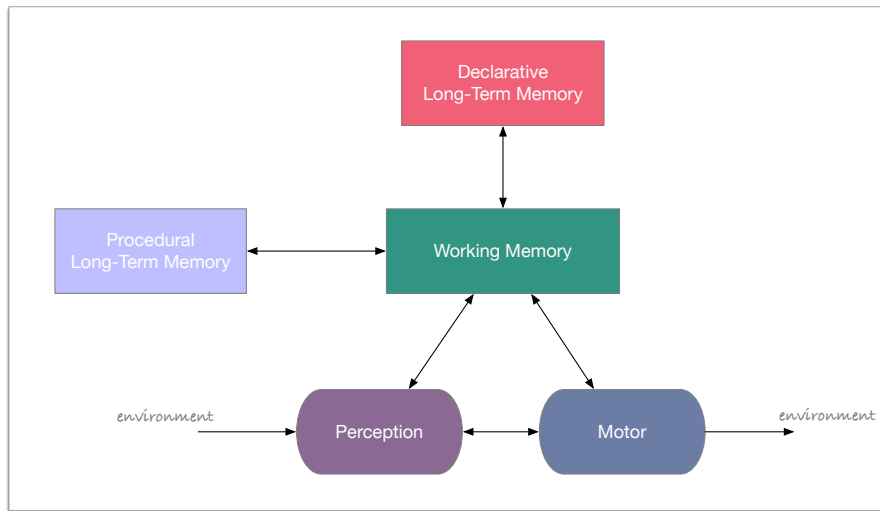 Declarative
Long-Term Memory
Procedural
Long-Term Memory
Working Memory
environment
Perception
Motor
environment